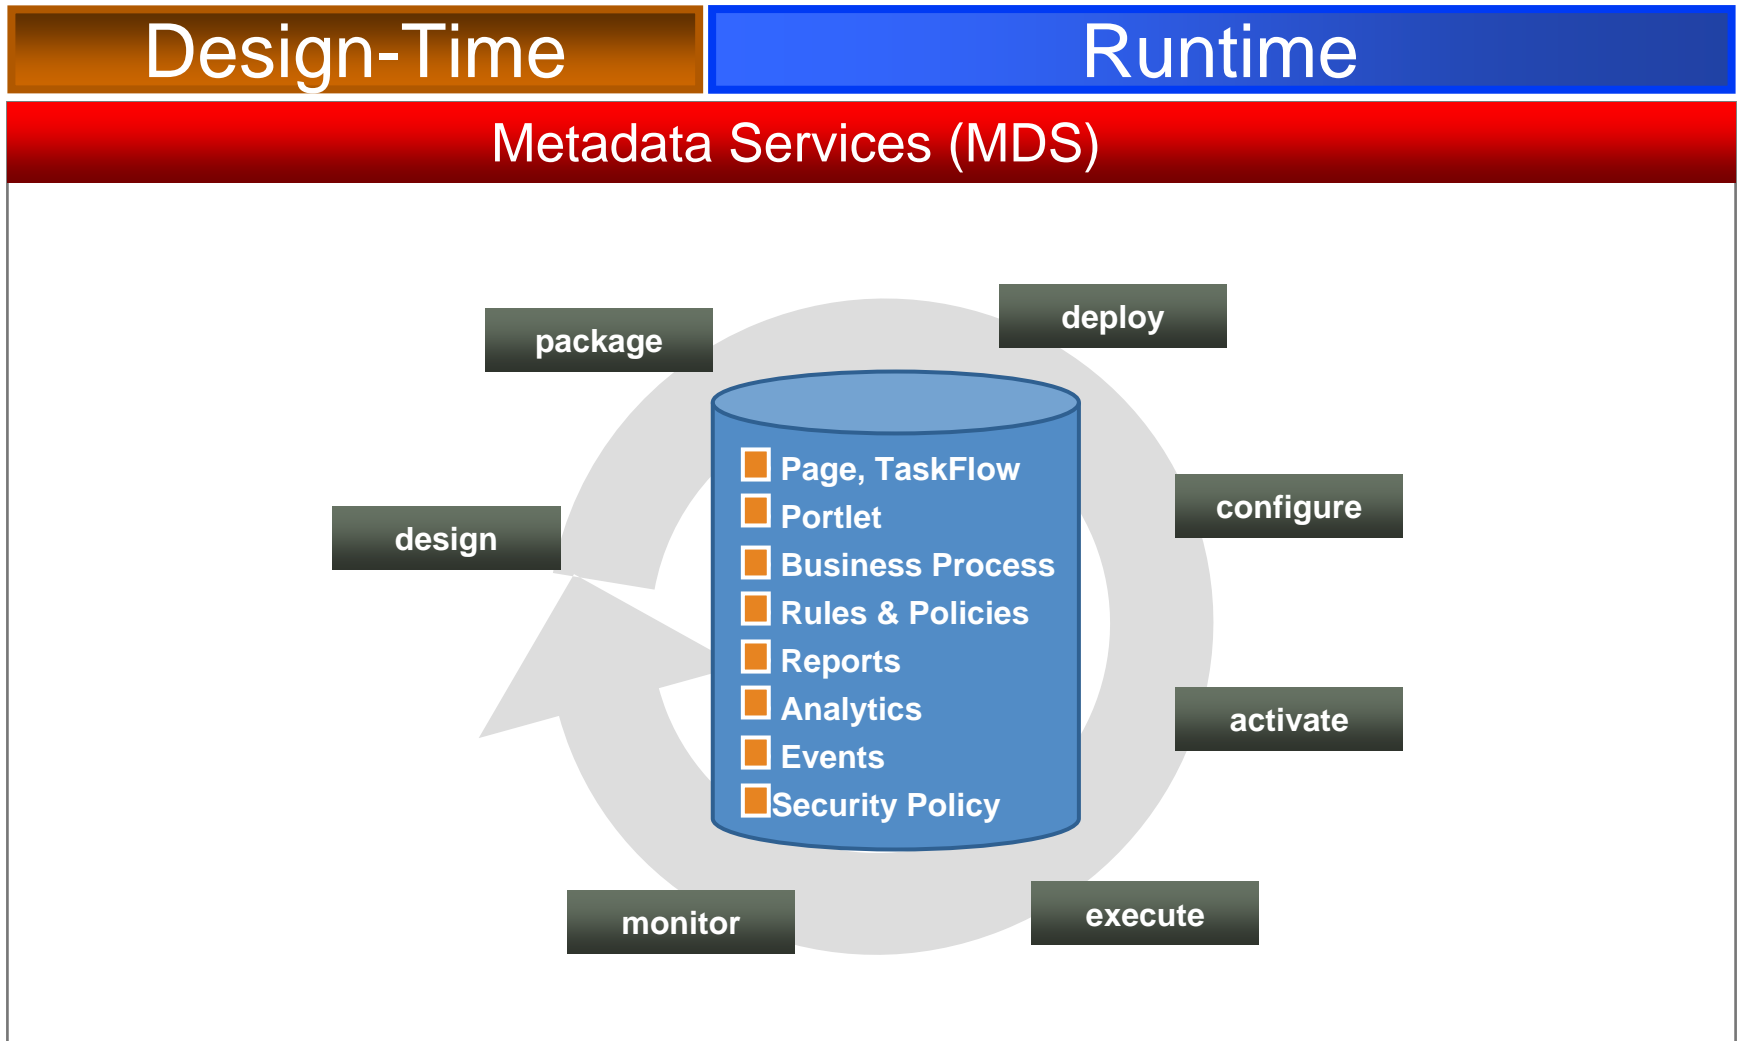 Design-Time
Runtime
Metadata Services (MDS)
package
deploy
design
configure
Page, TaskFlow
Portlet
Business Process
Rules & Policies
Reports
Analytics
Events
Security Policy
activate
monitor
execute